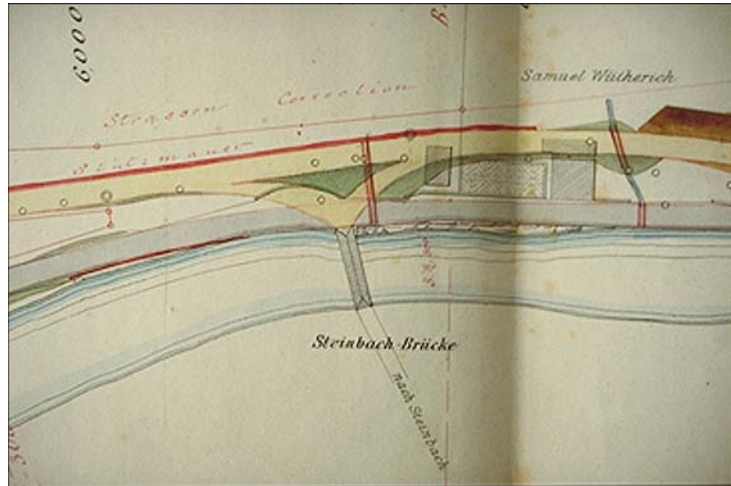 6000
Samuel Wütherich
Strassen Correction
Stützmauer
Steinbach-Brücke
nach Steinbach